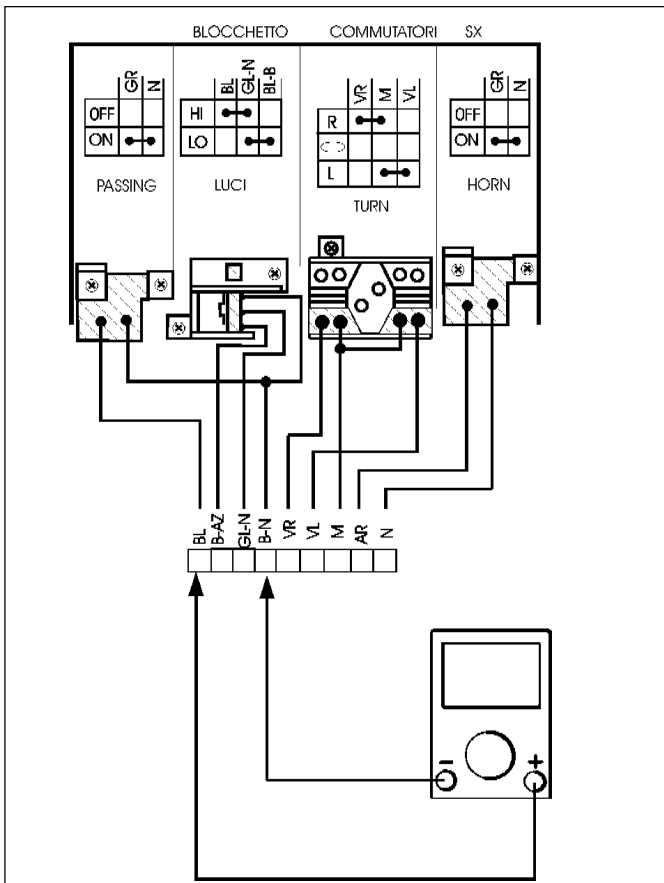 BLOCCHETTO COMMUTATORI SX
GR N
OFF
ON
PASSING
BL GL-N BL-B
HI
LO
LUCI
VR M VL
R
L
TURN
GR N
OFF
ON
HORN
BL B-AZ GL-N B-N VR VL M AR N
- +